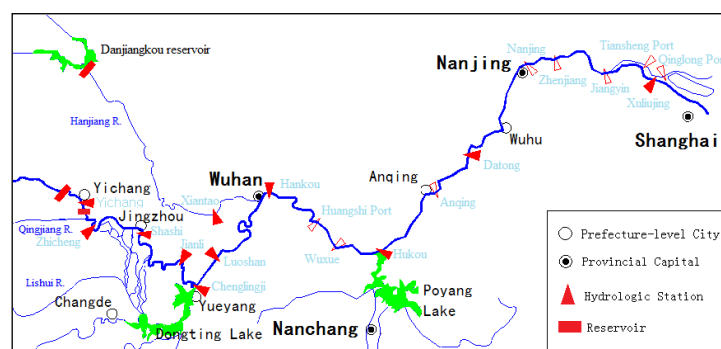 Danjiangkou reservoir
Hanjiang R.
Nanjing
Tiansheng Port
Qinglong Port
Nanjing
Zhenjiang
Jiangyin
Xuliujing
Shanghai
Wuhu
Datong
Yichang
Yichang
Wuhan
Hankou
Anqing
Anqing
Xiantao
Jingzhou
Huangshi Port
Qingjiang R.
Zhicheng
Shashi
Jianli
Luoshan
Wuxue
Hukou
Lishui R.
Chenglingji
Changde
Yueyang
Poyang
Lake
Dongting Lake
Nanchang
Prefecture-level City
Provincial Capital
Hydrologic Station
Reservoir